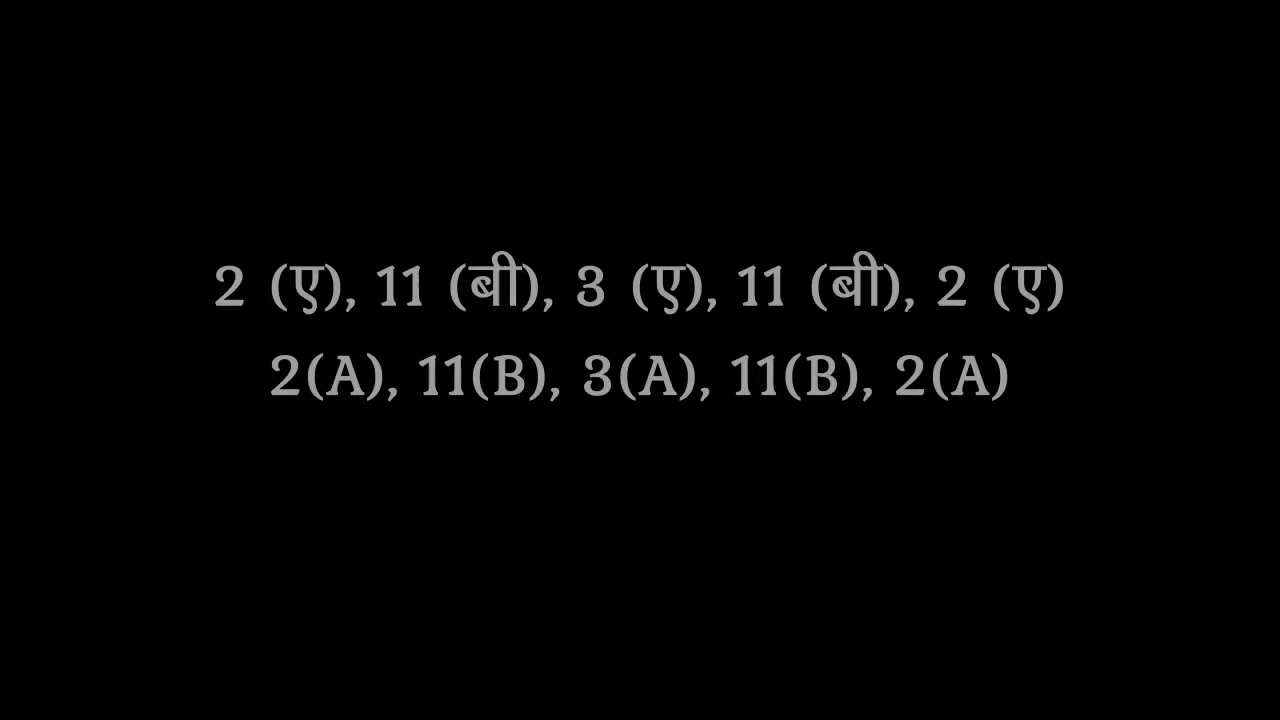 2 (ए), 11 (बी), 3 (ए), 11 (बी), 2 (ए)
2(A), 11(B), 3(A), 11(B), 2(A)